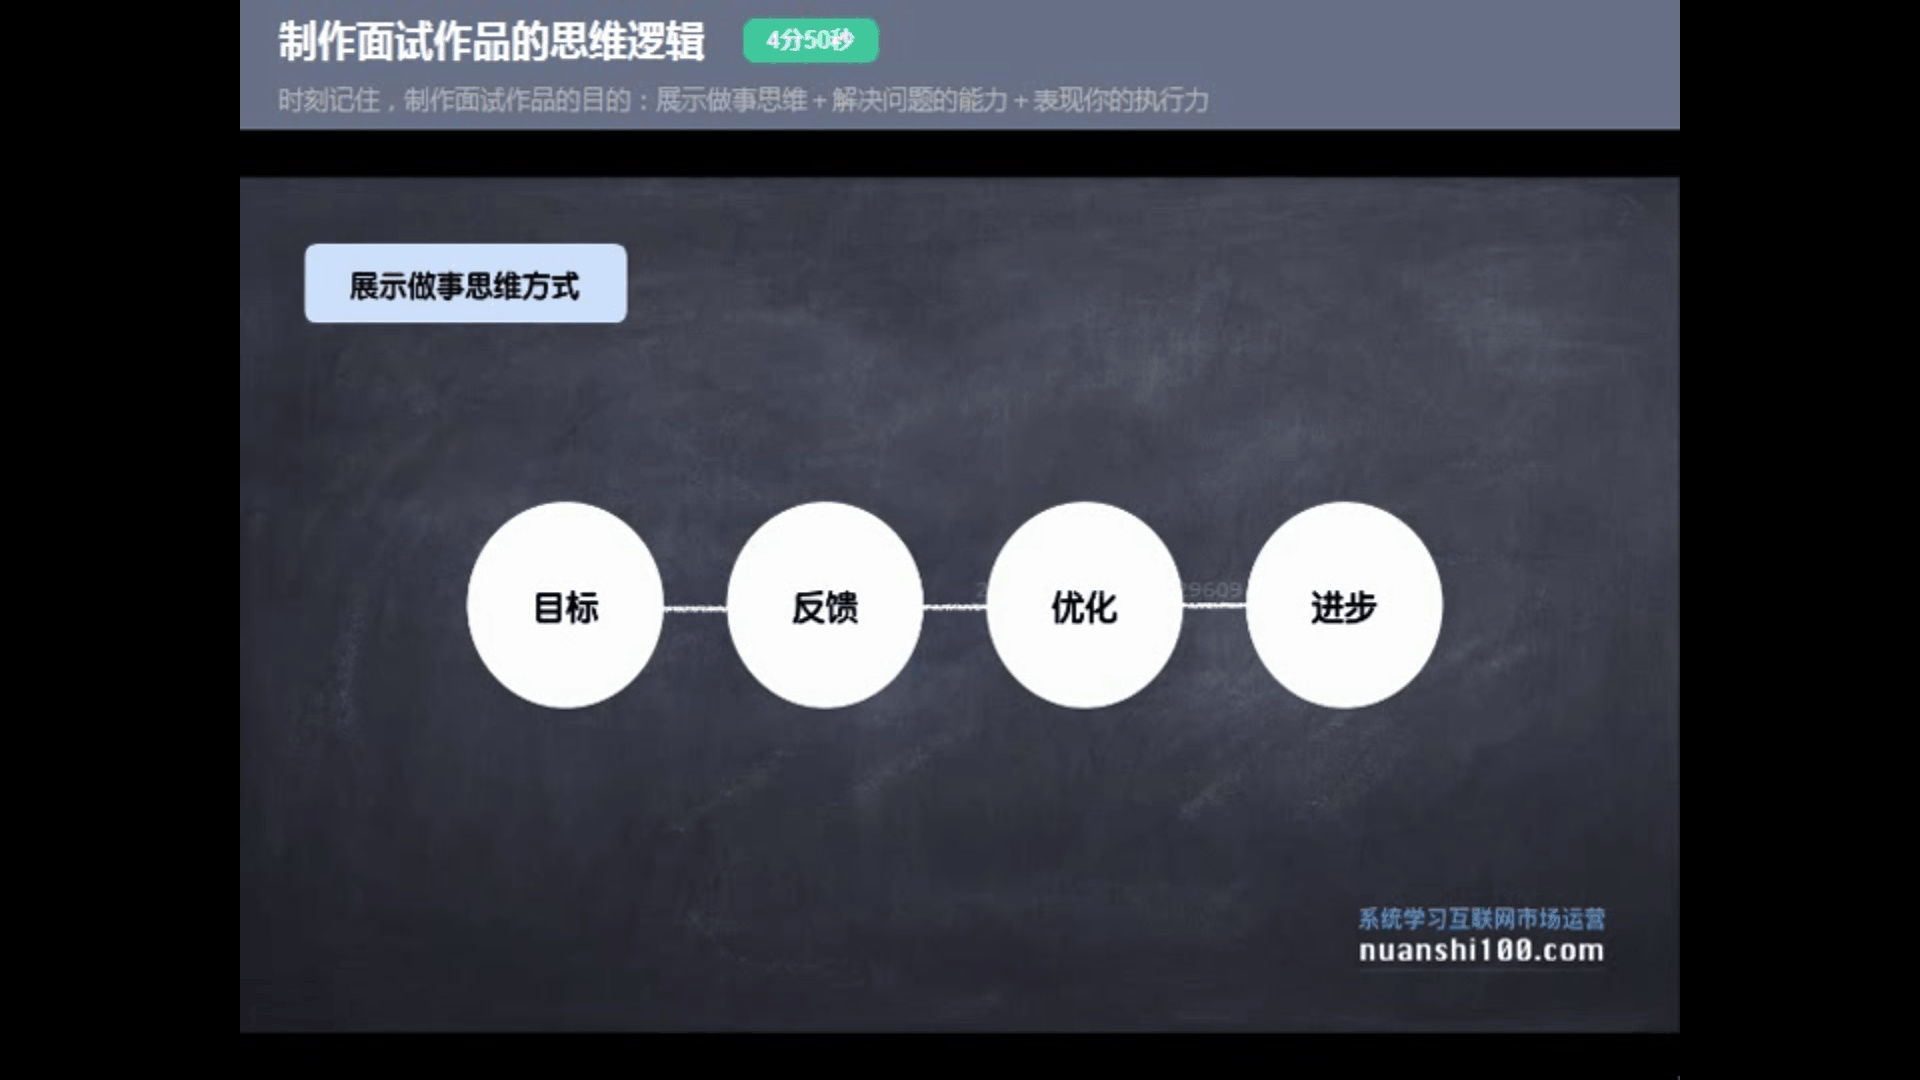 制作面试作品的思维逻辑 4分50秒
时刻记住，制作面试作品的目的：展示做事思维+解决问题的能力+表现你的执行力
展示做事思维方式
目标 反馈 优化 进步
系统学习互联网市场运营
nuanshi100.com